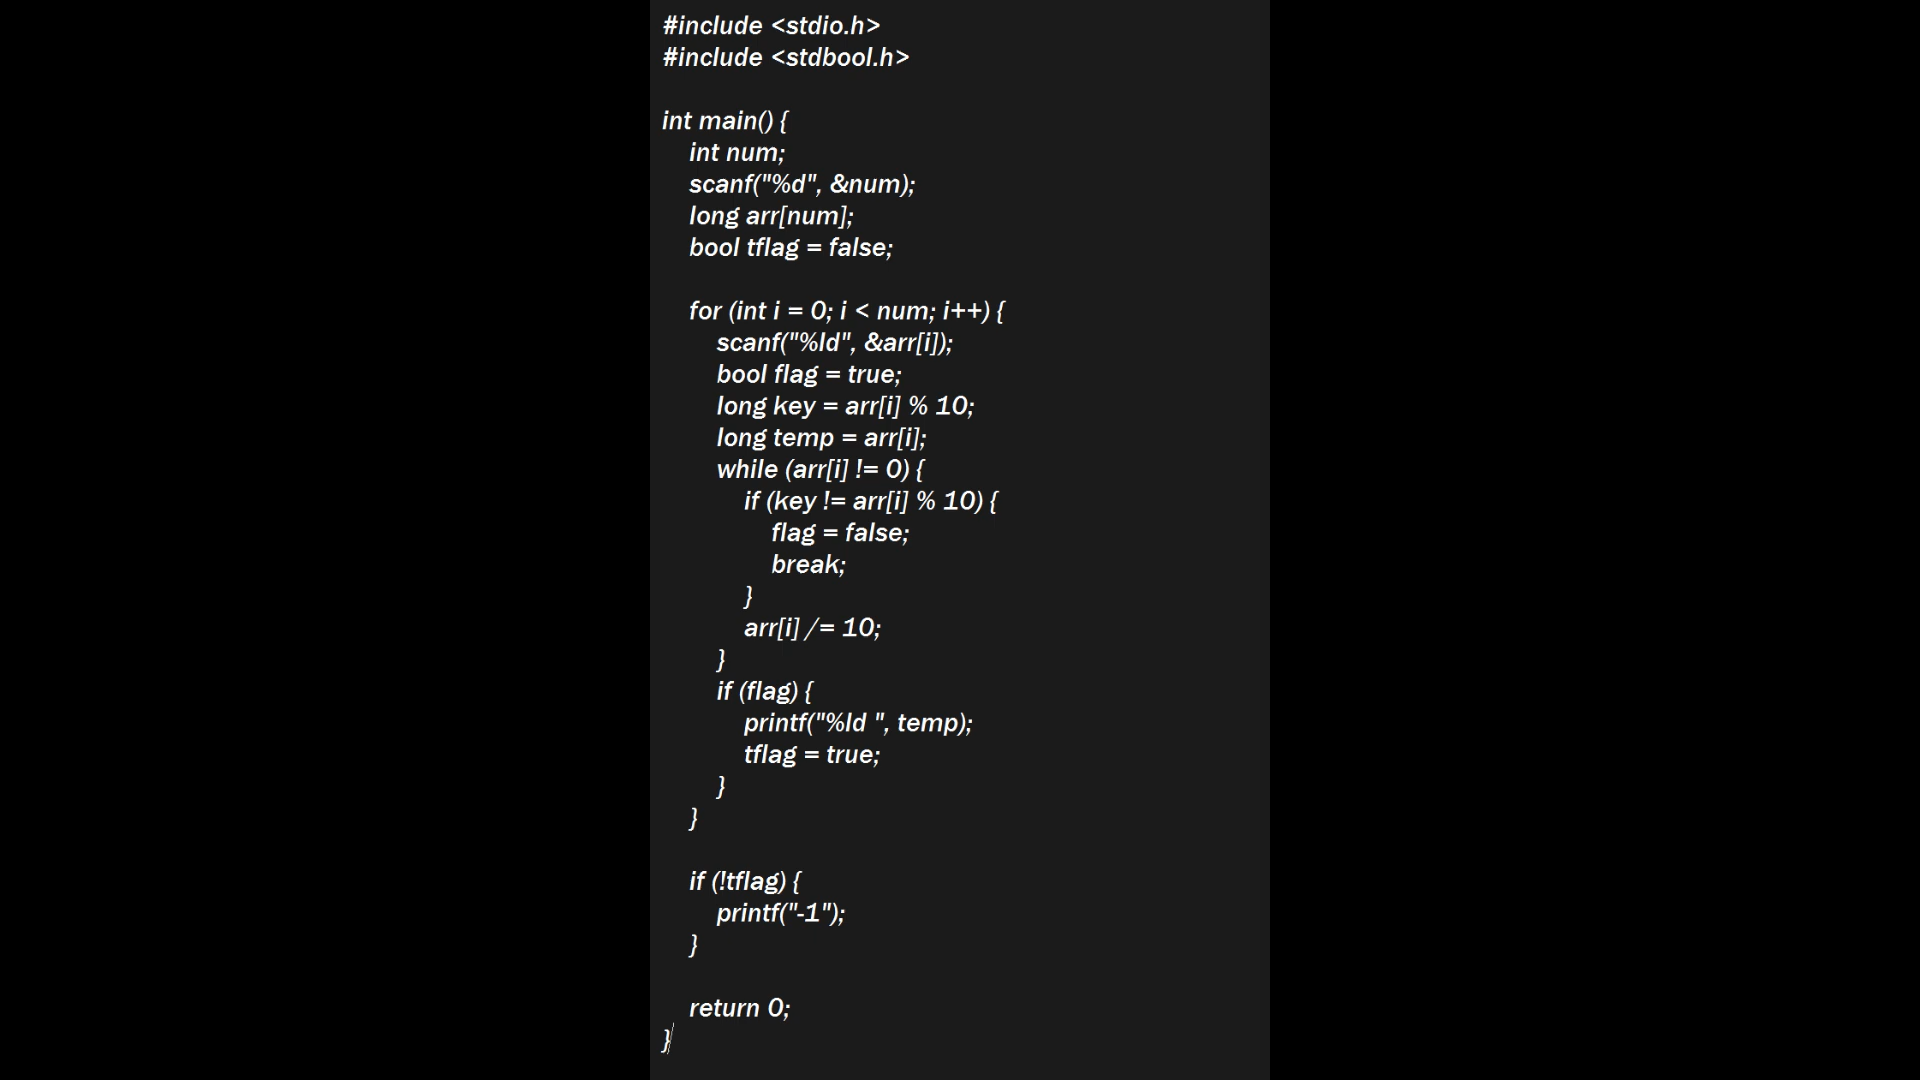 #include <stdio.h>
#include <stdbool.h>
int main() {
int num;
scanf("%d", &num);
long arr[num];
bool tflag = false;
for (int i = 0; i < num; i++) {
scanf("%ld", &arr[i]);
bool flag = true;
long key = arr[i] % 10;
long temp = arr[i];
while (arr[i] != 0) {
if (key != arr[i] % 10) {
flag = false;
break;
}
arr[i] /= 10;
}
if (flag) {
printf("%ld ", temp);
tflag = true;
}
}
if (!tflag) {
printf("-1");
}
return 0;
}